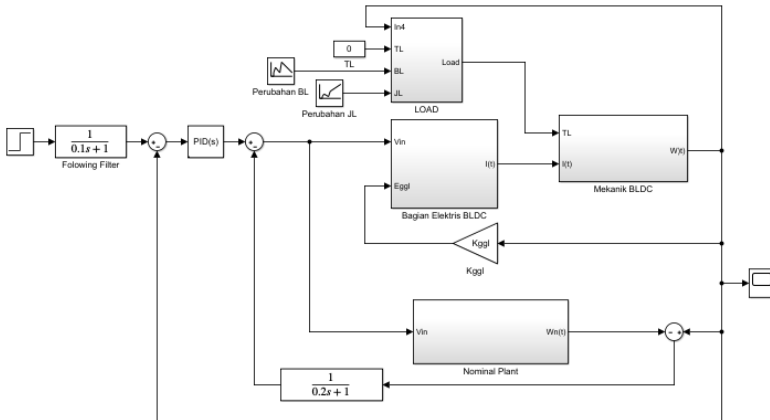 In4
TL
BL
JL
Load
LOAD
0
TL
Perubahan BL
Perubahan JL
1
0.1s + 1
Folowing Filter
+
-
PID(s)
+
-
Vin
Eggl
I(t)
Bagian Elektris BLDC
TL
I(t)
W)t)
Mekanik BLDC
Kggl
Kggl
Vin
Wn(t)
Nominal Plant
- +
1
0.2s + 1